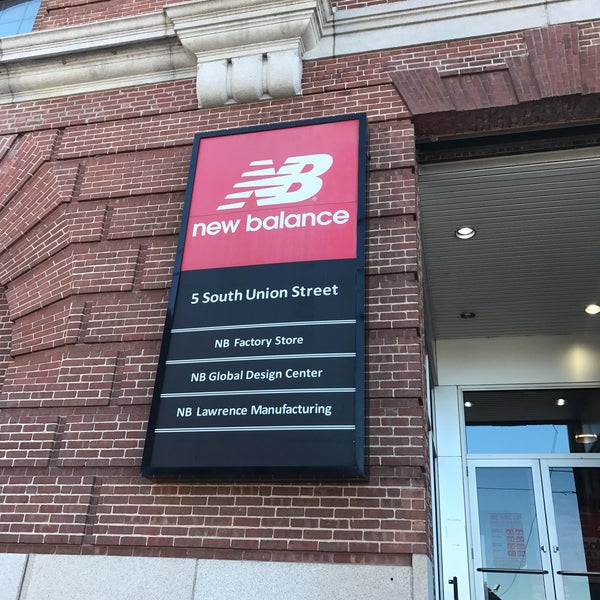 NB
new balance
5 South Union Street
NB Factory Store
NB Global Design Center
NB Lawrence Manufacturing